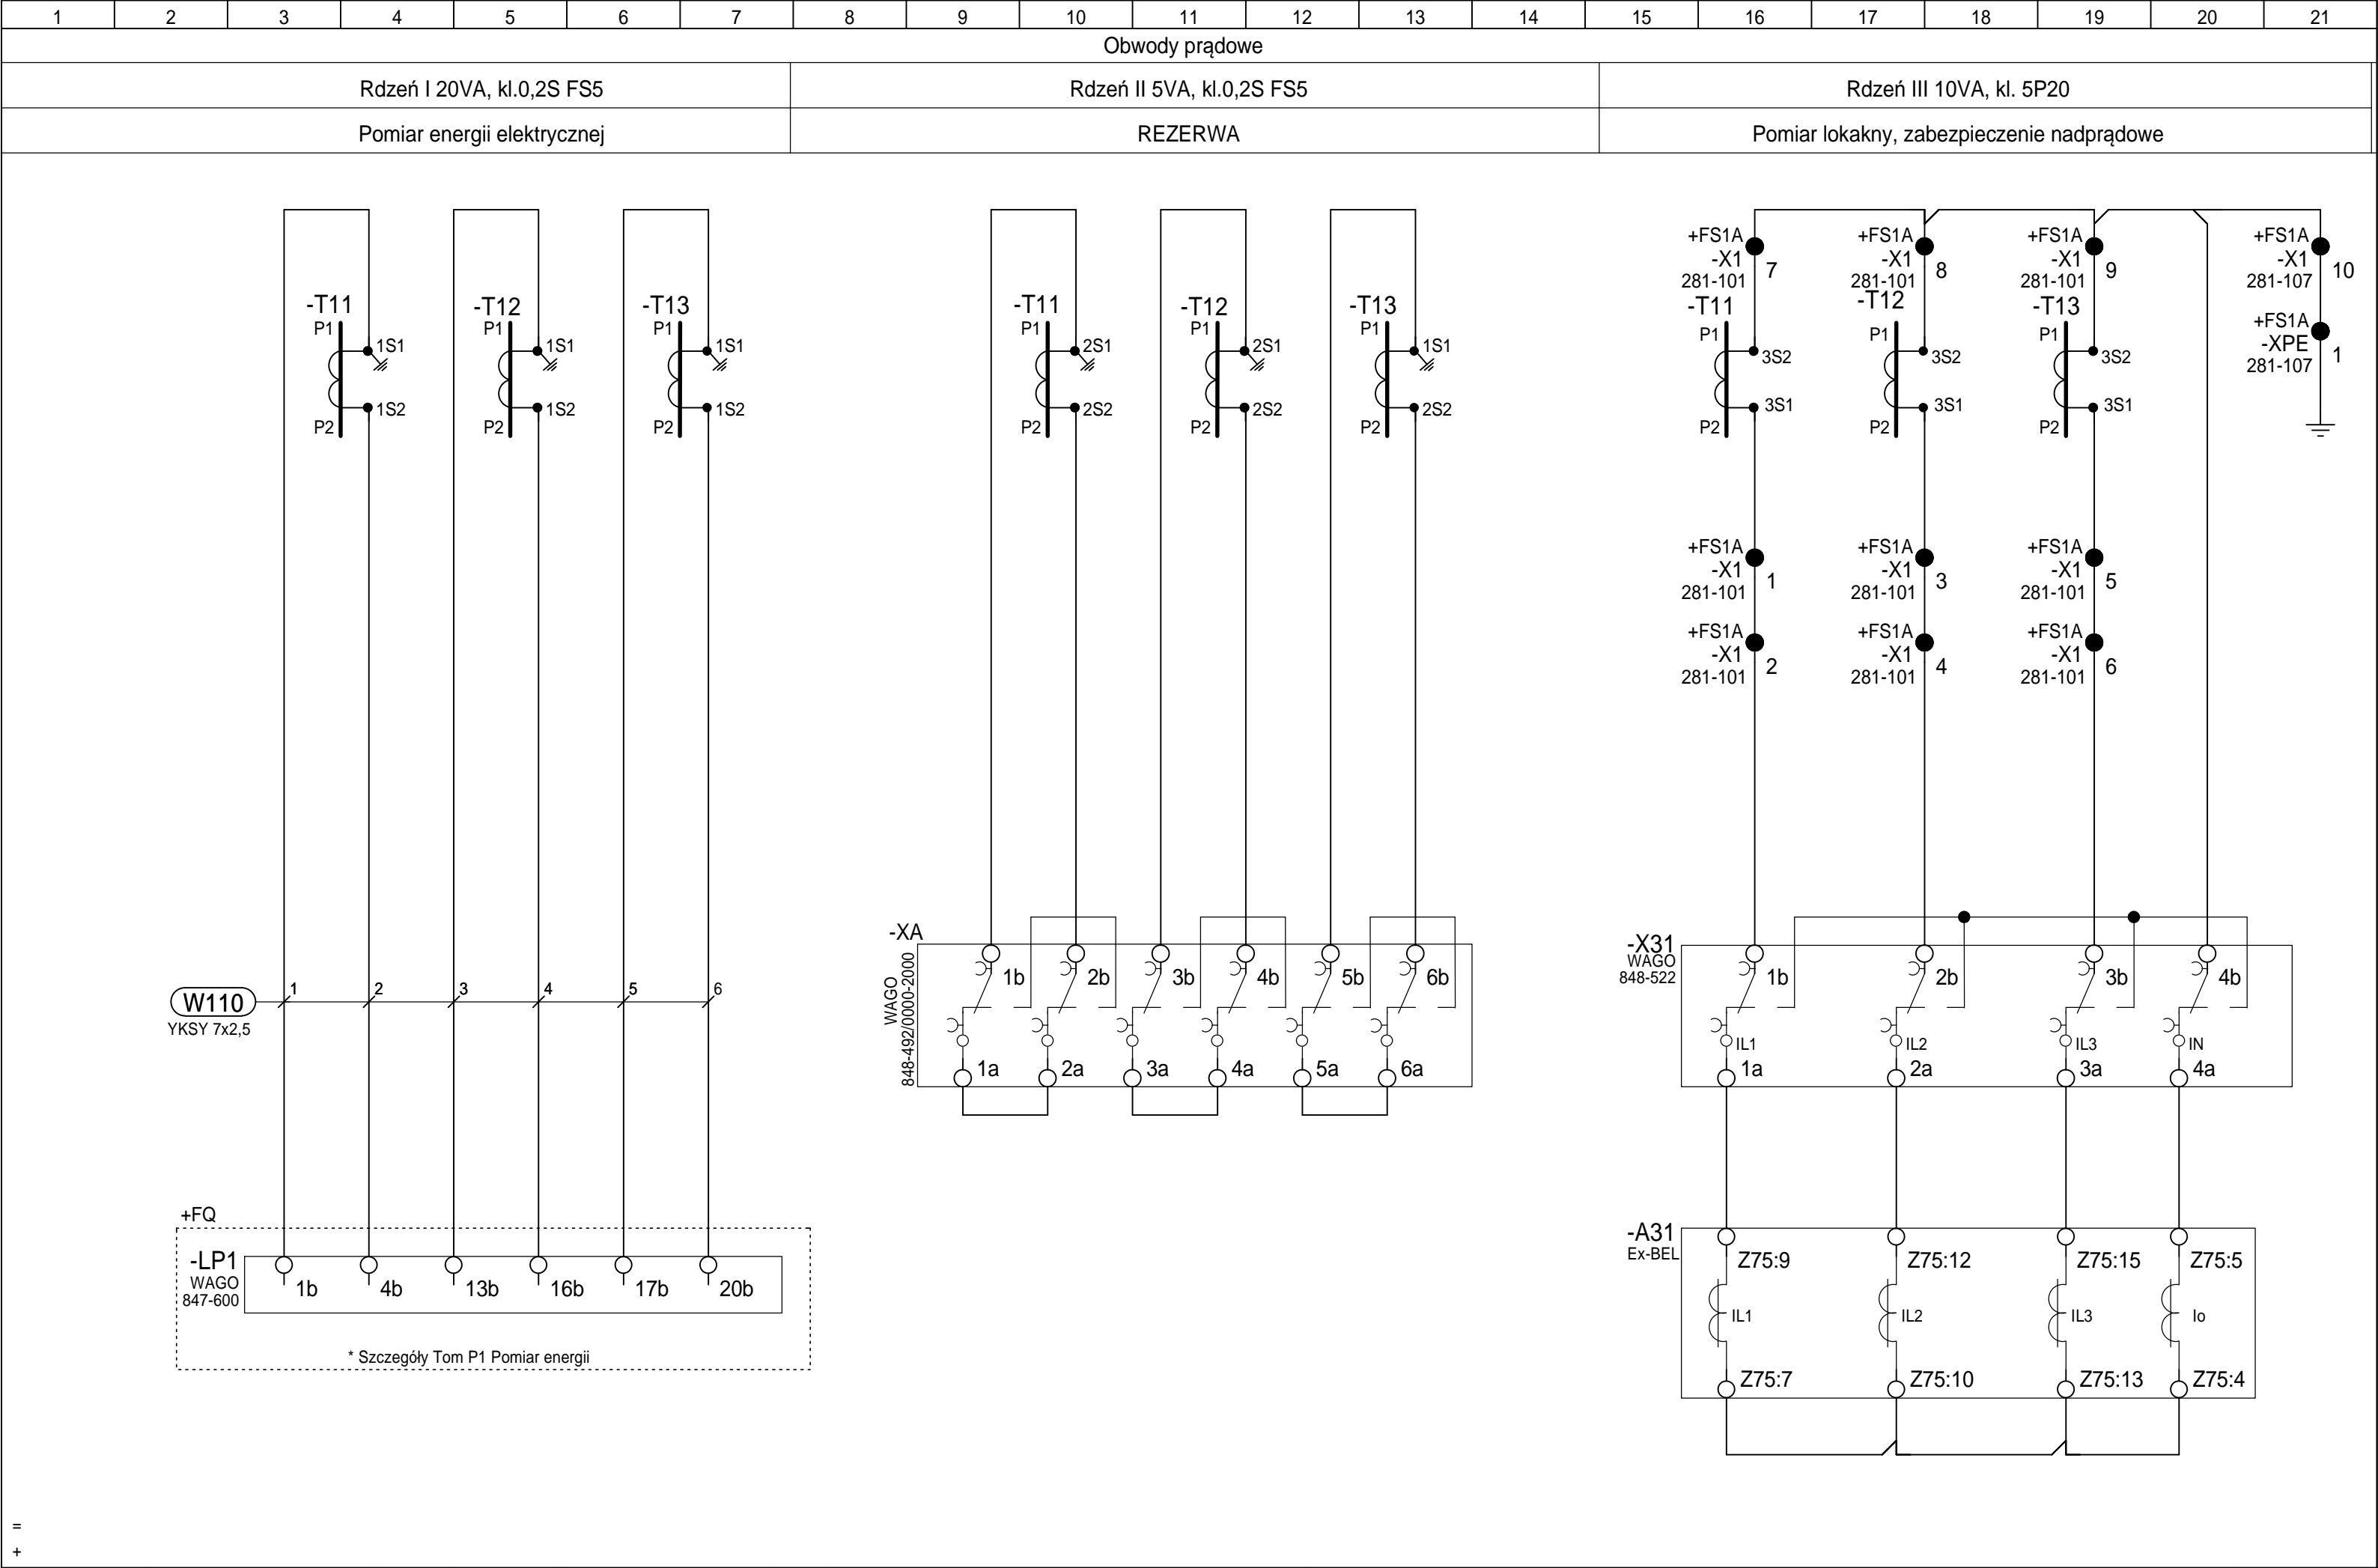 1 2 3 4 5 6 7 8 9 10 11 12 13 14 15 16 17 18 19 20 21
Obwody prądowe
Rdzeń I 20VA, kl.0,2S FS5 Rdzeń II 5VA, kl.0,2S FS5 Rdzeń III 10VA, kl. 5P20
Pomiar energii elektrycznej REZERWA Pomiar lokakny, zabezpieczenie nadprądowe
+FS1A +FS1A +FS1A +FS1A
-X1 -X1 -X1 -X1
7 8 9 10
281-101 281-101 281-101 281-107
-T11 -T12 -T13 -T11 -T12 -T13 -T11 -T12 -T13
+FS1A
P1 P1 P1 P1 P1 P1 P1 P1 P1
1S1 1S1 1S1 2S1 2S1 1S1 3S2 3S2 3S2
-XPE
1
281-107
1S2 1S2 1S2 2S2 2S2 2S2 3S1 3S1 3S1
P2 P2 P2 P2 P2 P2 P2 P2 P2
+FS1A +FS1A +FS1A
-X1 -X1 -X1
1 3 5
281-101 281-101 281-101
+FS1A +FS1A +FS1A
-X1 -X1 -X1
2 4 6
281-101 281-101 281-101
-XA
WAGO
848-492/0000-2000
1b 2b 3b 4b 5b 6b
1a 2a 3a 4a 5a 6a
-X31
WAGO
848-522
1b 2b 3b 4b
IL1 IL2 IL3 IN
1a 2a 3a 4a
1 2 3 4 5 6
W110
YKSY 7x2,5
+FQ
-LP1
WAGO
847-600
1b 4b 13b 16b 17b 20b
* Szczegóły Tom P1 Pomiar energii
-A31
Ex-BEL
Z75:9 Z75:12 Z75:15 Z75:5
IL1 IL2 IL3 Io
Z75:7 Z75:10 Z75:13 Z75:4
=
+